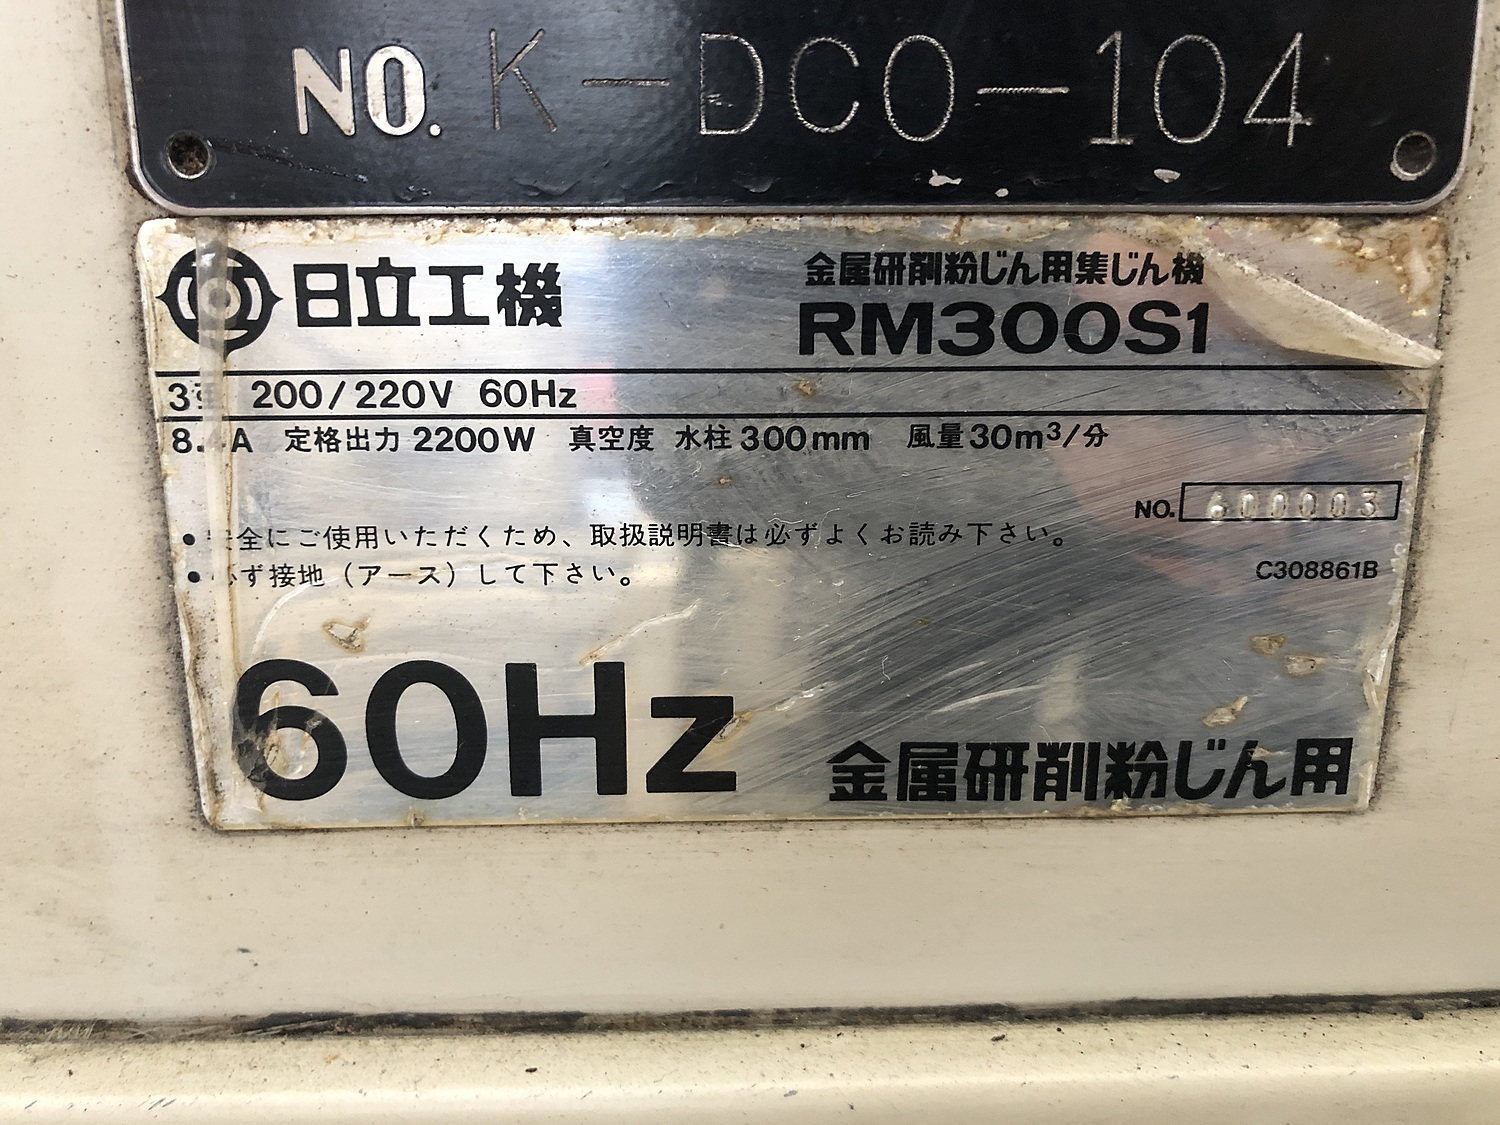 NO. K-DCO-104
日立工機
金属研削粉じん用集じん機
RM300S1
200/220V 60Hz
定格出力 2200W 真空度 水柱 300mm 風量 30m³/分
NO. 600003
全にご使用いただくため、取扱説明書は必ずよくお読み下さい。
ず接地（アース）して下さい。
C308861B
60Hz
金属研削粉じん用